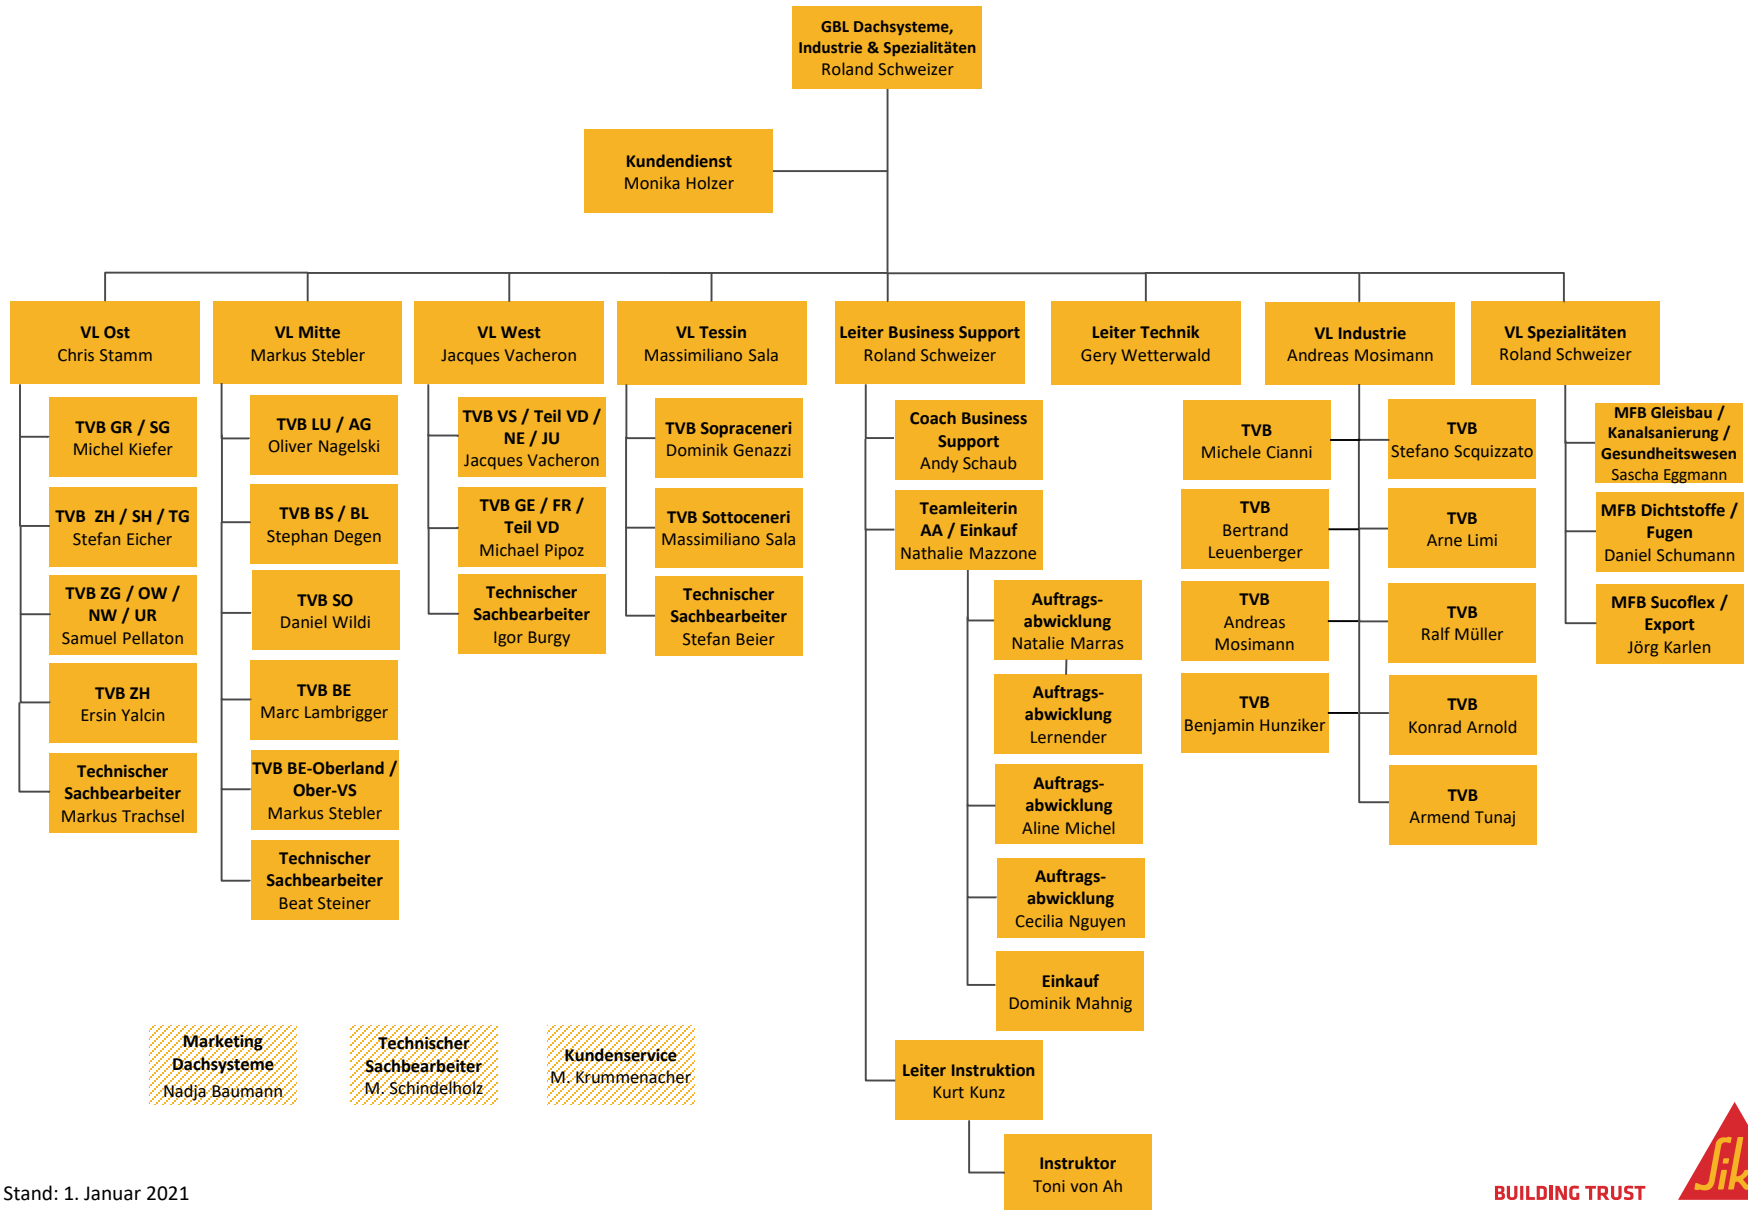 GBL Dachsysteme,
Industrie & Spezialitäten
Roland Schweizer
Kundendienst
Monika Holzer
VL Ost
Chris Stamm
VL Mitte
Markus Stebler
VL West
Jacques Vacheron
VL Tessin
Massimiliano Sala
Leiter Business Support
Roland Schweizer
Leiter Technik
Gery Wetterwald
VL Industrie
Andreas Mosimann
VL Spezialitäten
Roland Schweizer
TVB GR / SG
Michel Kiefer
TVB ZH / SH / TG
Stefan Eicher
TVB ZG / OW /
NW / UR
Samuel Pellaton
TVB ZH
Ersin Yalcin
Technischer
Sachbearbeiter
Markus Trachsel
TVB LU / AG
Oliver Nagelski
TVB BS / BL
Stephan Degen
TVB SO
Daniel Wildi
TVB BE
Marc Lambrigger
TVB BE-Oberland /
Ober-VS
Markus Stebler
Technischer
Sachbearbeiter
Beat Steiner
TVB VS / Teil VD /
NE / JU
Jacques Vacheron
TVB GE / FR /
Teil VD
Michael Pipoz
Technischer
Sachbearbeiter
Igor Burgy
TVB Sopraceneri
Dominik Genazzi
TVB Sottoceneri
Massimiliano Sala
Technischer
Sachbearbeiter
Stefan Beier
Coach Business
Support
Andy Schaub
Teamleiterin
AA / Einkauf
Nathalie Mazzone
Auftrags-
abwicklung
Natalie Marras
Auftrags-
abwicklung
Lernender
Auftrags-
abwicklung
Aline Michel
Auftrags-
abwicklung
Cecilia Nguyen
Einkauf
Dominik Mahnig
Leiter Instruktion
Kurt Kunz
Instruktor
Toni von Ah
TVB
Michele Cianni
TVB
Bertrand
Leuenberger
TVB
Andreas
Mosimann
TVB
Benjamin Hunziker
TVB
Stefano Scquizzato
TVB
Arne Limi
TVB
Ralf Müller
TVB
Konrad Arnold
TVB
Armend Tunaj
MFB Gleisbau /
Kanalsanierung /
Gesundheitswesen
Sascha Eggmann
MFB Dichtstoffe /
Fugen
Daniel Schumann
MFB Sucoflex /
Export
Jörg Karlen
Marketing
Dachsysteme
Nadja Baumann
Technischer
Sachbearbeiter
M. Schindelholz
Kundenservice
M. Krummenacher
Stand: 1. Januar 2021
BUILDING TRUST